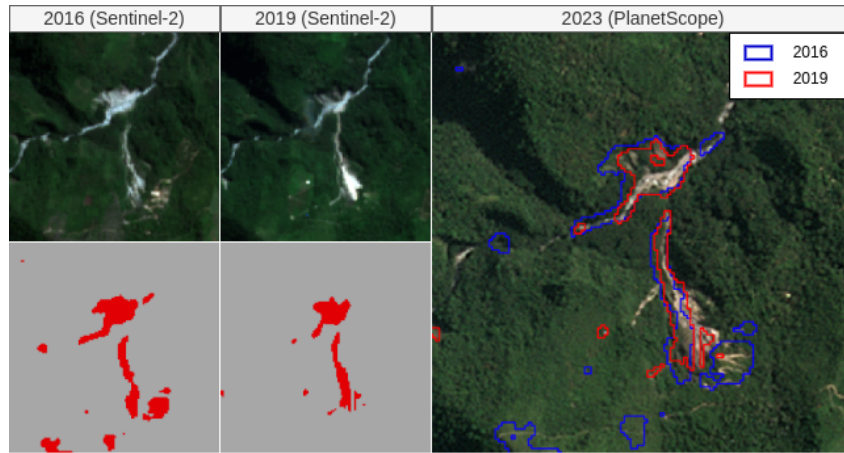 2016 (Sentinel-2)
2019 (Sentinel-2)
2023 (PlanetScope)
2016
2019